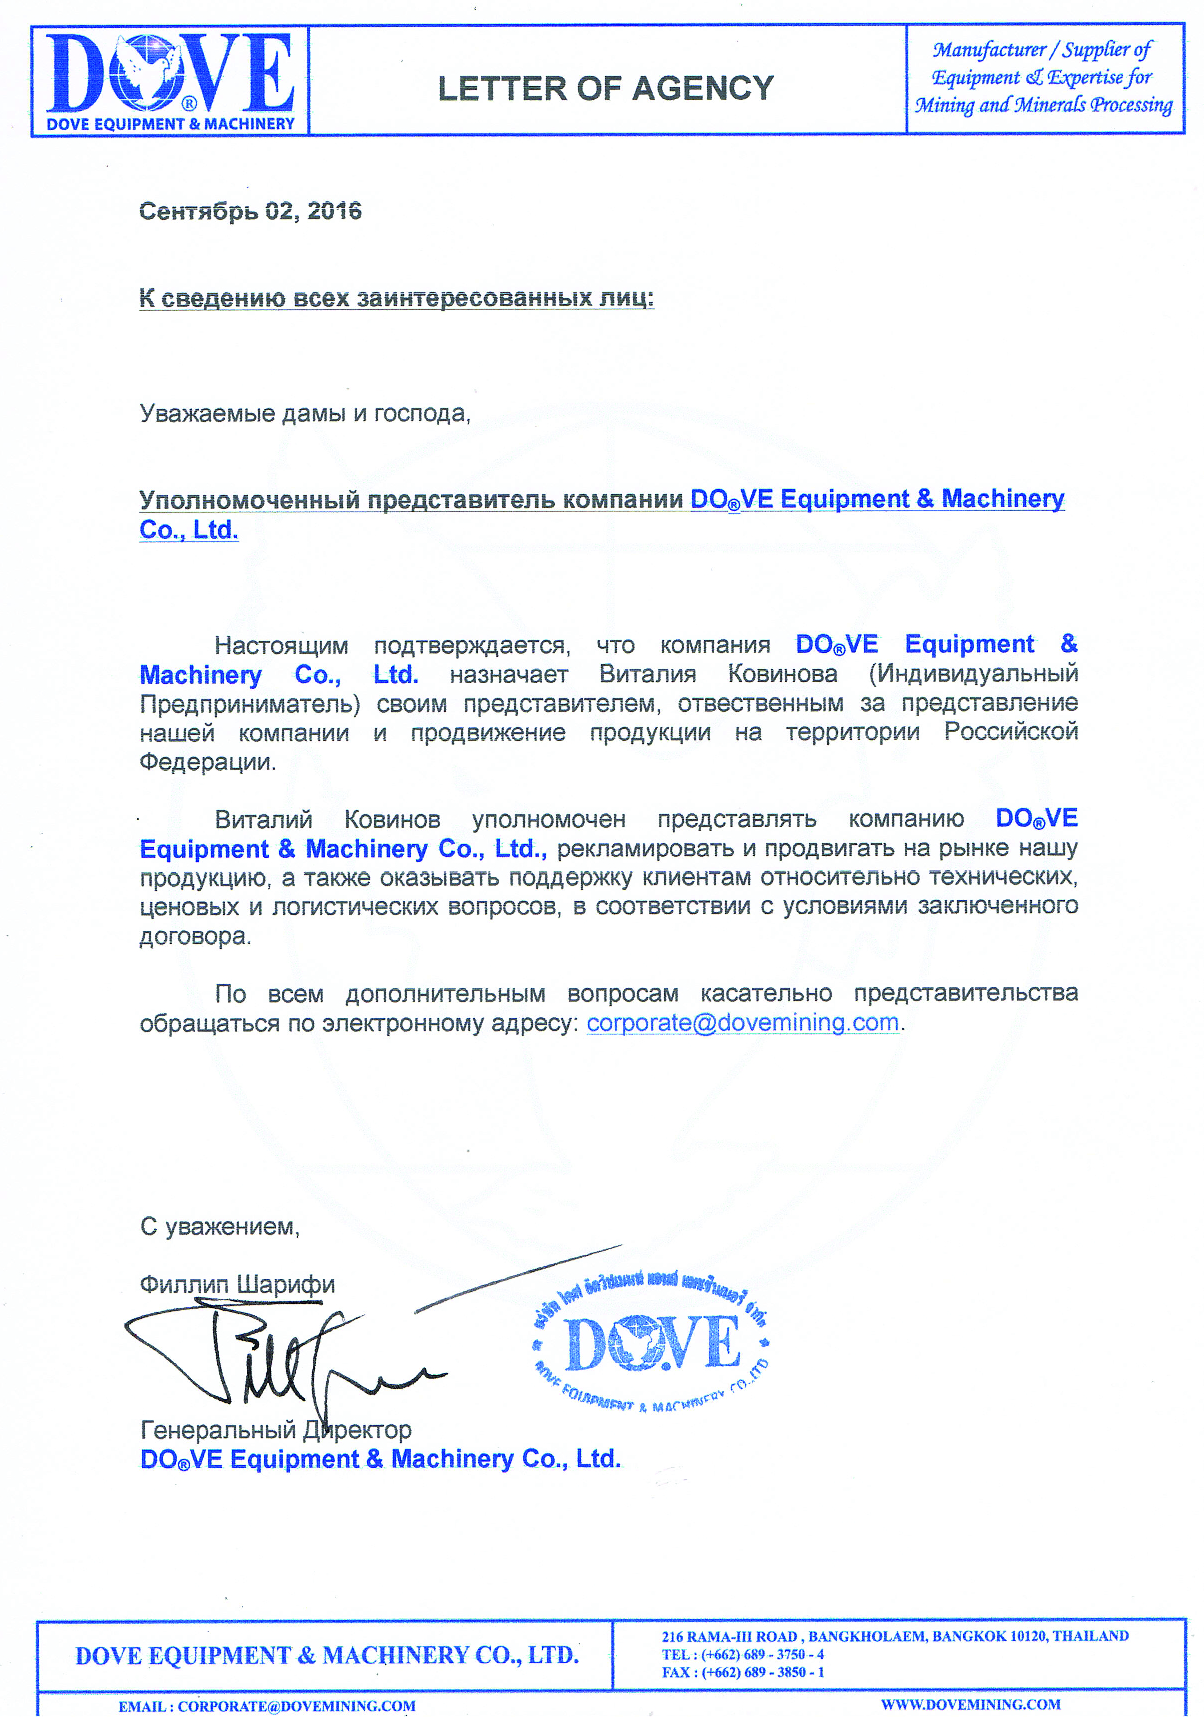 DOVE®
DOVE EQUIPMENT & MACHINERY
LETTER OF AGENCY
Manufacturer / Supplier of
Equipment & Expertise for
Mining and Minerals Processing
Сентябрь 02, 2016
К сведению всех заинтересованных лиц:
Уважаемые дамы и господа,
Уполномоченный представитель компании DO®VE Equipment & Machinery
Co., Ltd.
Настоящим подтверждается, что компания DO®VE Equipment &
Machinery Co., Ltd. назначает Виталия Ковинова (Индивидуальный
Предприниматель) своим представителем, отвественным за представление
нашей компании и продвижение продукции на территории Российской
Федерации.
Виталий Ковинов уполномочен представлять компанию DO®VE
Equipment & Machinery Co., Ltd., рекламировать и продвигать на рынке нашу
продукцию, а также оказывать поддержку клиентам относительно технических,
ценовых и логистических вопросов, в соответствии с условиями заключенного
договора.
По всем дополнительным вопросам касательно представительства
обращаться по электронному адресу: corporate@dovemining.com.
С уважением,
Филлип Шарифи
DOVE
DOVE EQUIPMENT & MACHINERY CO.,LTD
Генеральный Директор
DO®VE Equipment & Machinery Co., Ltd.
DOVE EQUIPMENT & MACHINERY CO., LTD.
216 RAMA-III ROAD , BANGKHOLAEM, BANGKOK 10120, THAILAND
TEL : (+662) 689 - 3750 - 4
FAX : (+662) 689 - 3850 - 1
EMAIL : CORPORATE@DOVEMINING.COM
WWW.DOVEMINING.COM